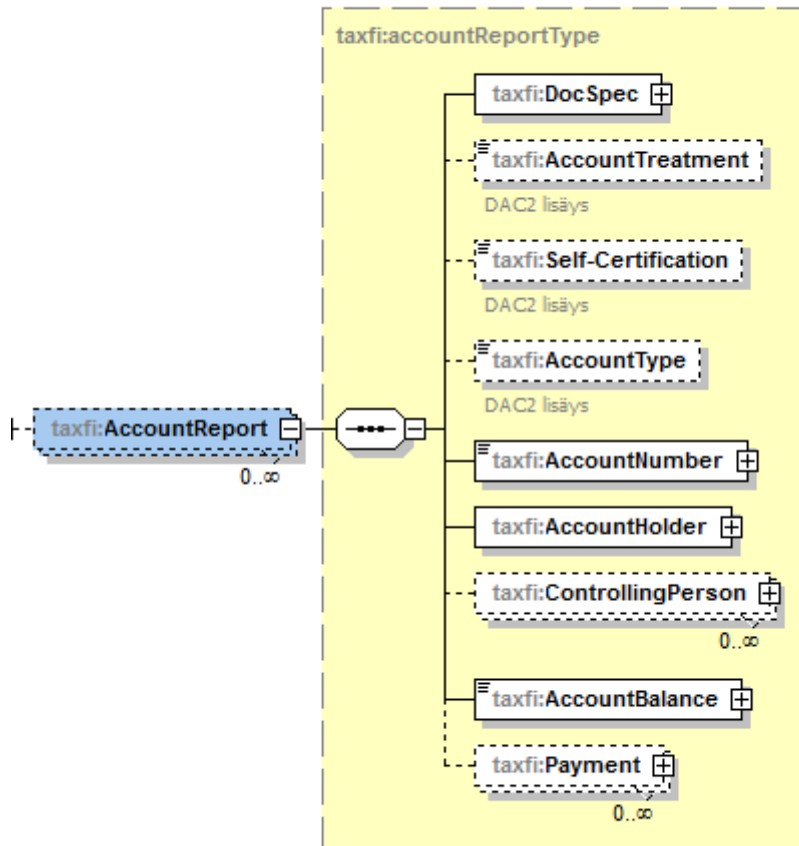 taxfi:accountReportType
taxfi:DocSpec
taxfi:AccountTreatment
DAC2 lisäys
taxfi:Self-Certification
DAC2 lisäys
taxfi:AccountType
DAC2 lisäys
taxfi:AccountReport
0..∞
taxfi:AccountNumber
taxfi:AccountHolder
taxfi:ControllingPerson
0..∞
taxfi:AccountBalance
taxfi:Payment
0..∞